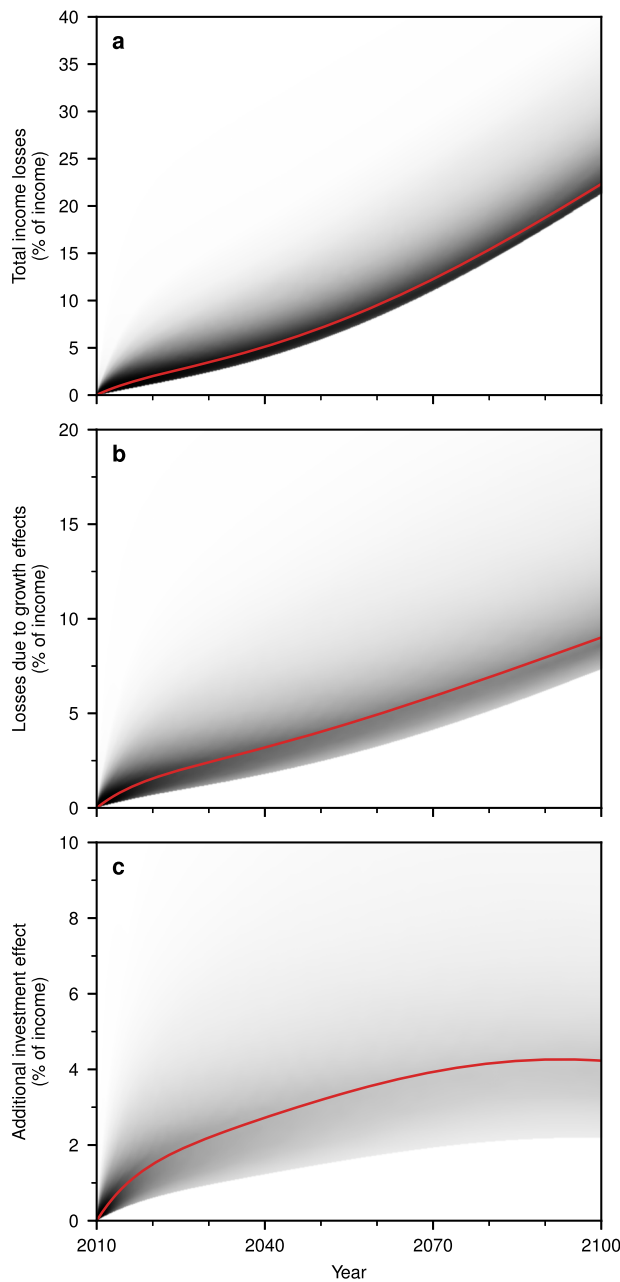 a
Total income losses
(% of income)
40
35
30
25
20
15
10
5
0
b
Losses due to growth effects
(% of income)
20
15
10
5
0
c
Additional investment effect
(% of income)
10
8
6
4
2
0
2010 2040 2070 2100
Year